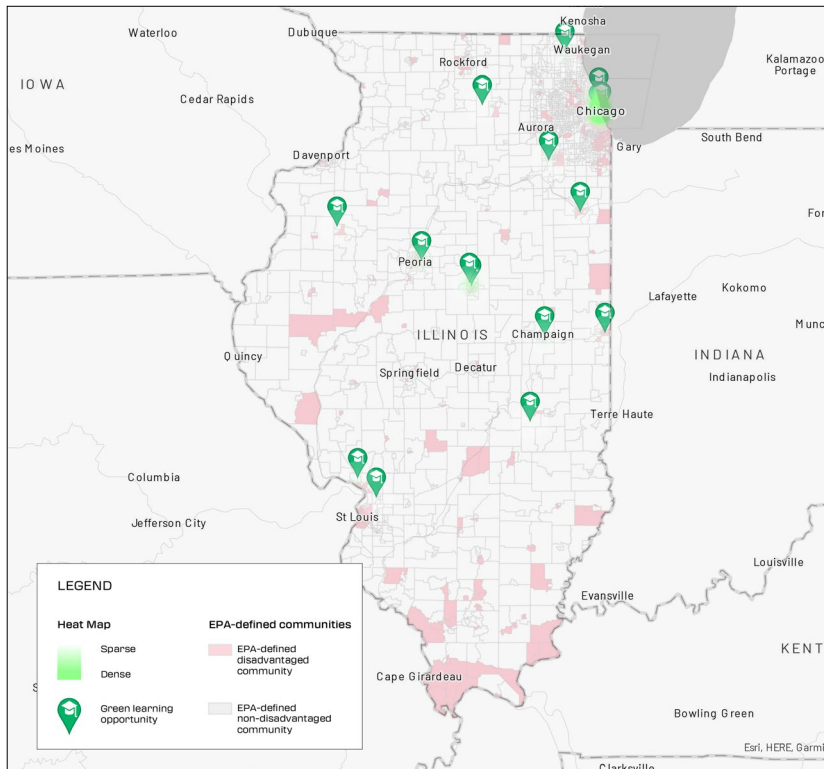 Kenosha
Waterloo
Dubuque
Waukegan
Rockford
Kalamazoo
Portage
IOWA
Cedar Rapids
Chicago
Aurora
South Bend
Gary
es Moines
Davenport
For
Peoria
Kokomo
Lafayette
ILLINOIS
Champaign
Munc
Quincy
INDIANA
Decatur
Springfield
Indianapolis
Terre Haute
Columbia
St Louis
Jefferson City
Louisville
LEGEND
Evansville
Heat Map
EPA-defined communities
Sparse
EPA-defined
disadvantaged
community
Dense
KENT
Cape Girardeau
S
Green learning
opportunity
EPA-defined
non-disadvantaged
community
Bowling Green
Esri, HERE, Garmi
Clarksville